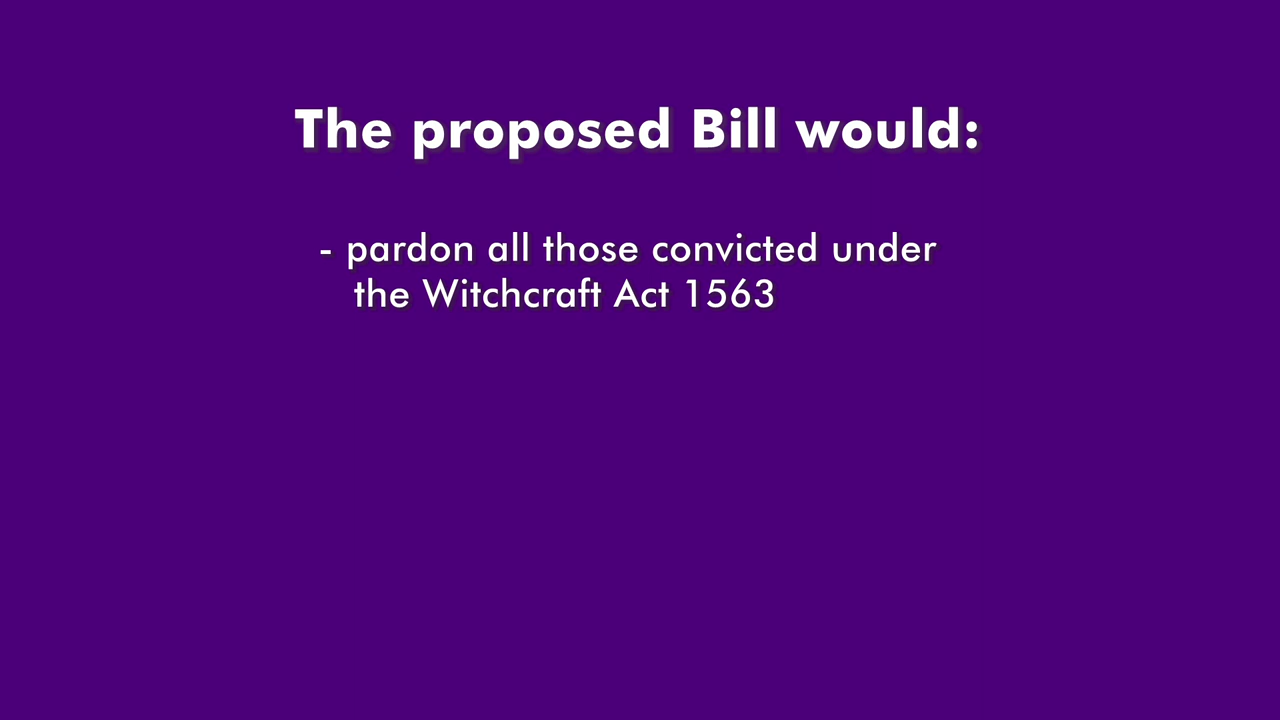 The proposed Bill would:
- pardon all those convicted under
the Witchcraft Act 1563